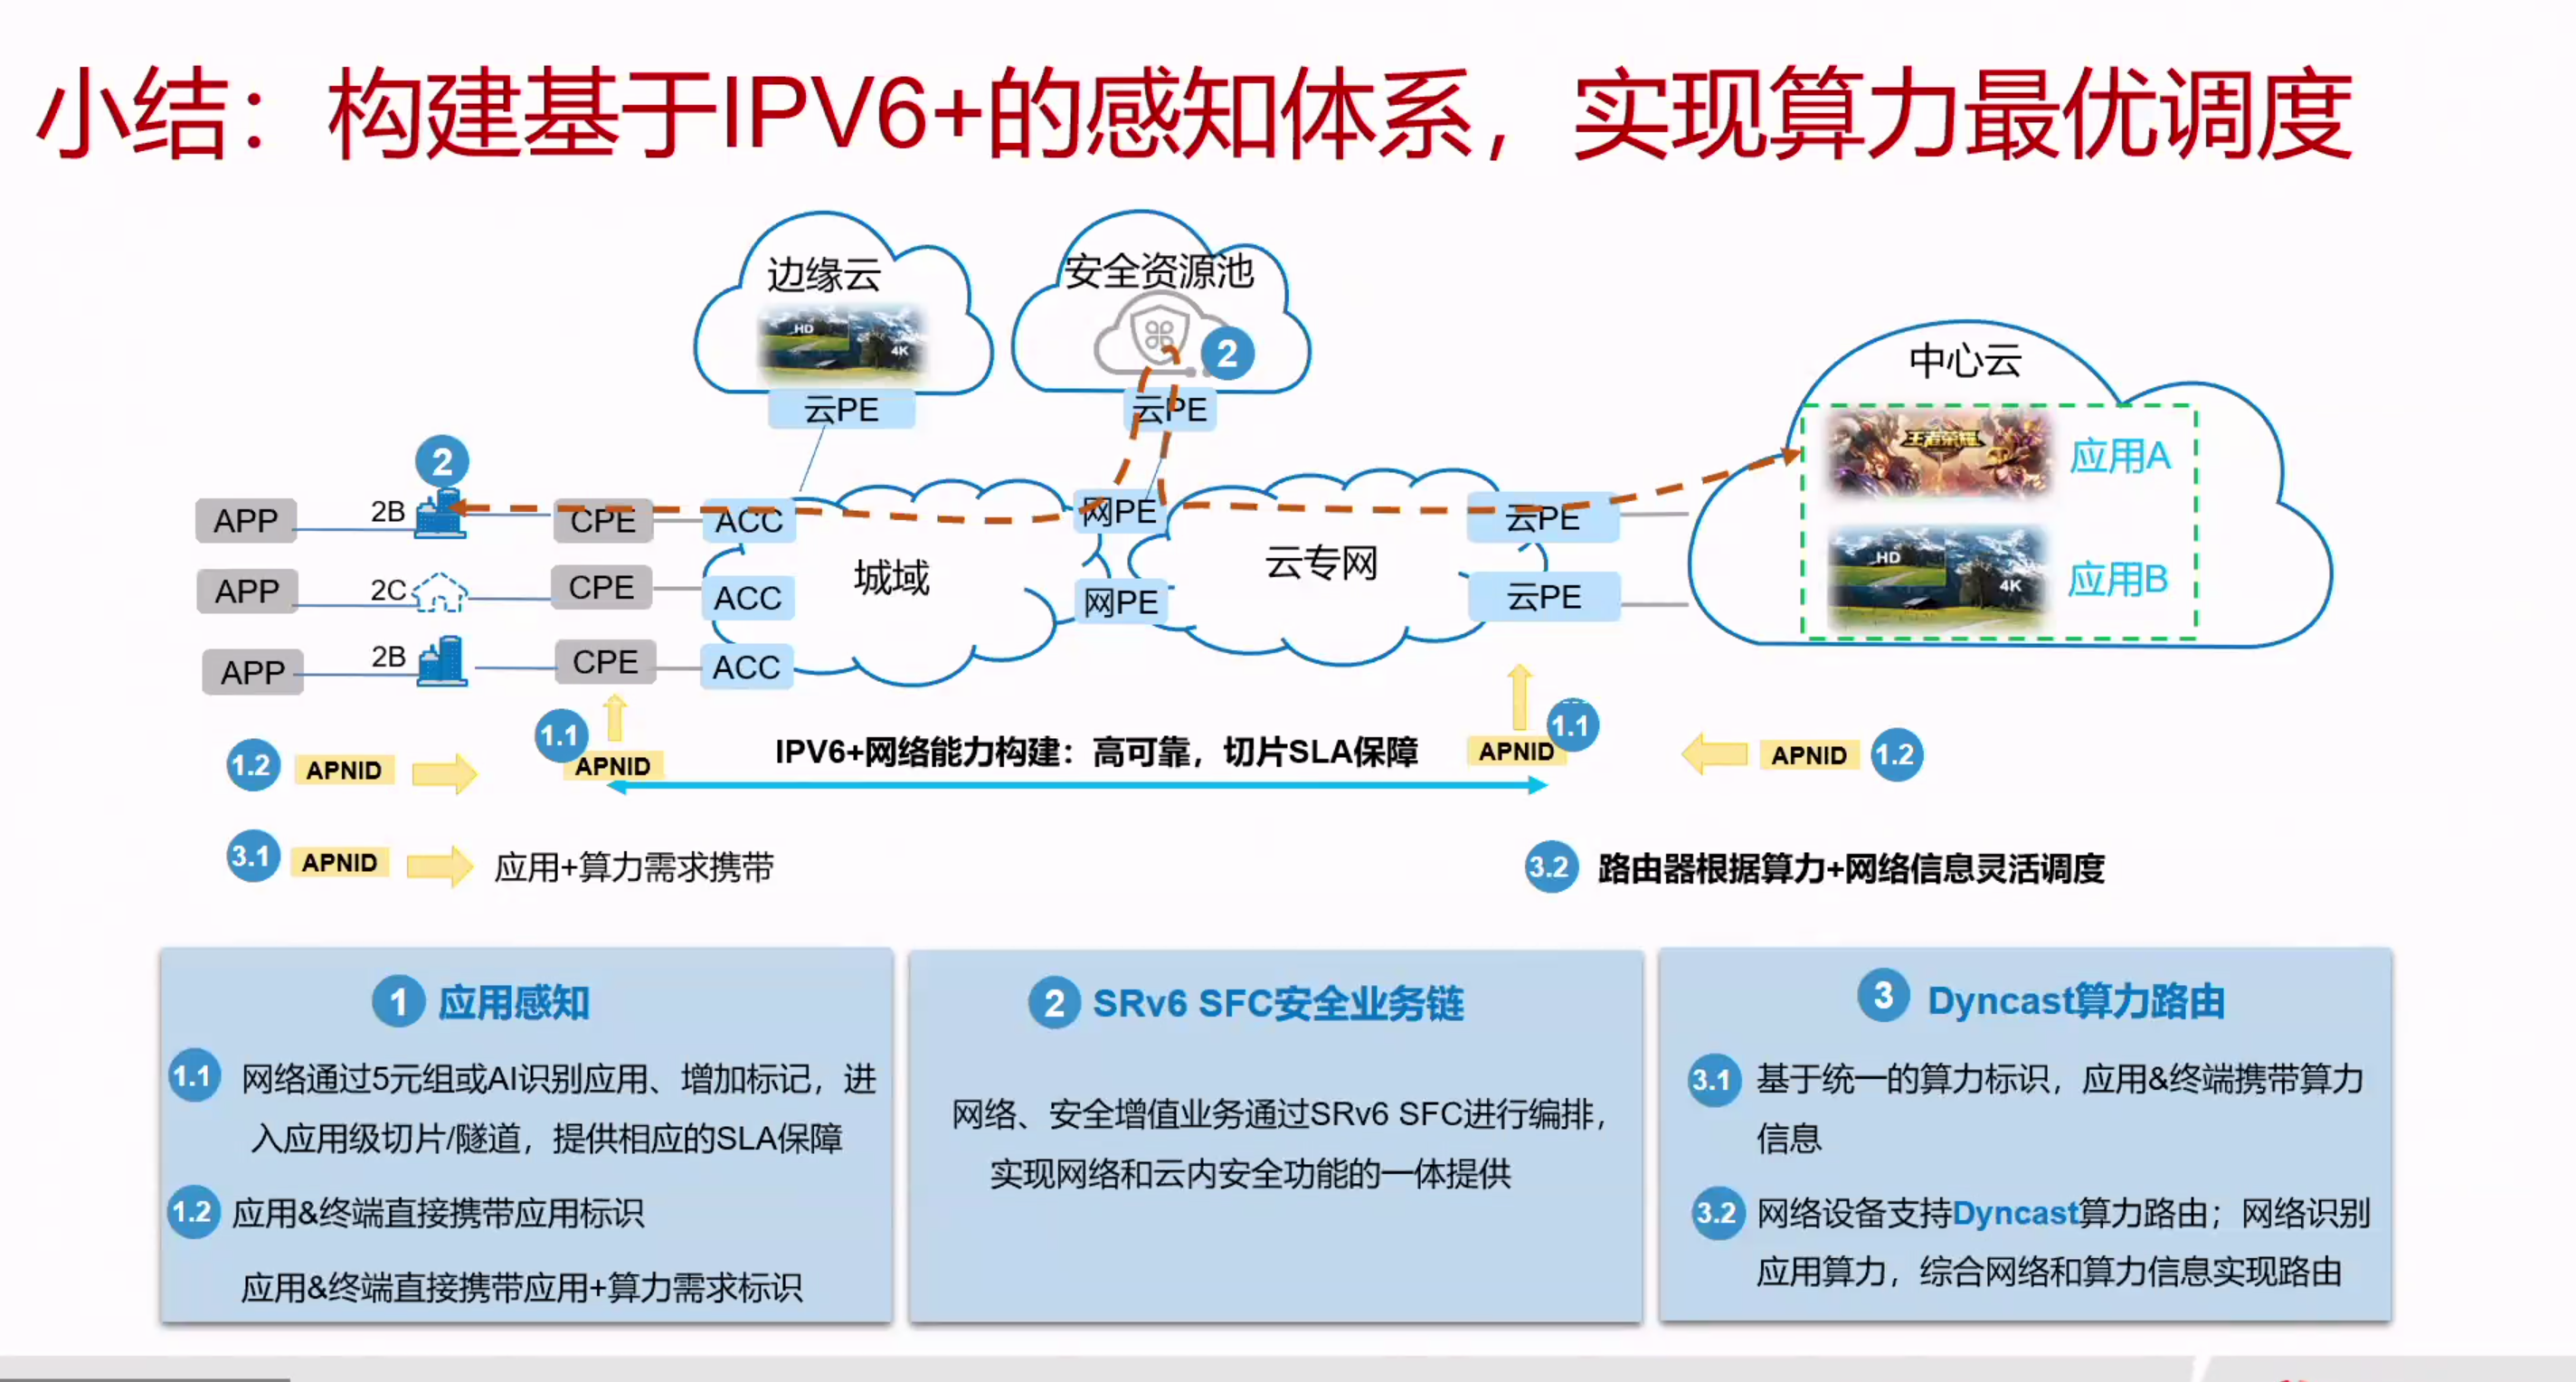 小结：构建基于IPV6+的感知体系，实现算力最优调度
边缘云
安全资源池
中心云
HD
4K
2
云PE
云PE
王者荣耀
应用A
2
APP
2B
CPE
ACC
网PE
云PE
HD
4K
应用B
APP
2C
CPE
ACC
城域
网PE
云专网
云PE
APP
2B
CPE
ACC
1.2
APNID
1.1
APNID
IPV6+网络能力构建：高可靠，切片SLA保障
APNID
1.1
APNID
1.2
3.1
APNID
应用+算力需求携带
3.2
路由器根据算力+网络信息灵活调度
1 应用感知
1.1 网络通过5元组或AI识别应用、增加标记，进
入应用级切片/隧道，提供相应的SLA保障
1.2 应用&终端直接携带应用标识
应用&终端直接携带应用+算力需求标识
2 SRv6 SFC安全业务链
网络、安全增值业务通过SRv6 SFC进行编排，
实现网络和云内安全功能的一体提供
3 Dyncast算力路由
3.1 基于统一的算力标识，应用&终端携带算力
信息
3.2 网络设备支持Dyncast算力路由；网络识别
应用算力，综合网络和算力信息实现路由